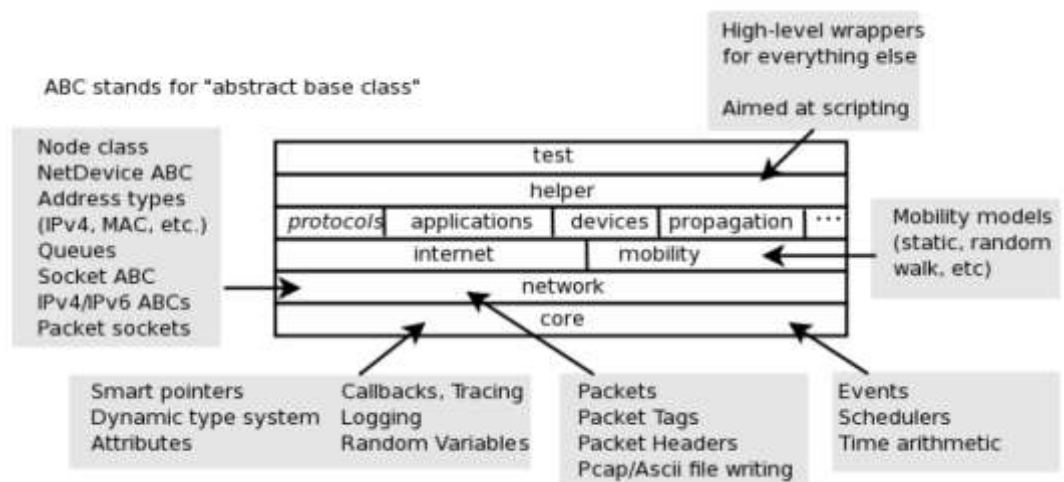 High-level wrappers
for everything else
Aimed at scripting
ABC stands for "abstract base class"
Node class
NetDevice ABC
Address types
(IPv4, MAC, etc.)
Queues
Socket ABC
IPv4/IPv6 ABCs
Packet sockets
test
helper
protocols applications devices propagation ...
internet mobility
network
core
Mobility models
(static, random
walk, etc)
Smart pointers
Dynamic type system
Attributes
Callbacks, Tracing
Logging
Random Variables
Packets
Packet Tags
Packet Headers
Pcap/Ascii file writing
Events
Schedulers
Time arithmetic